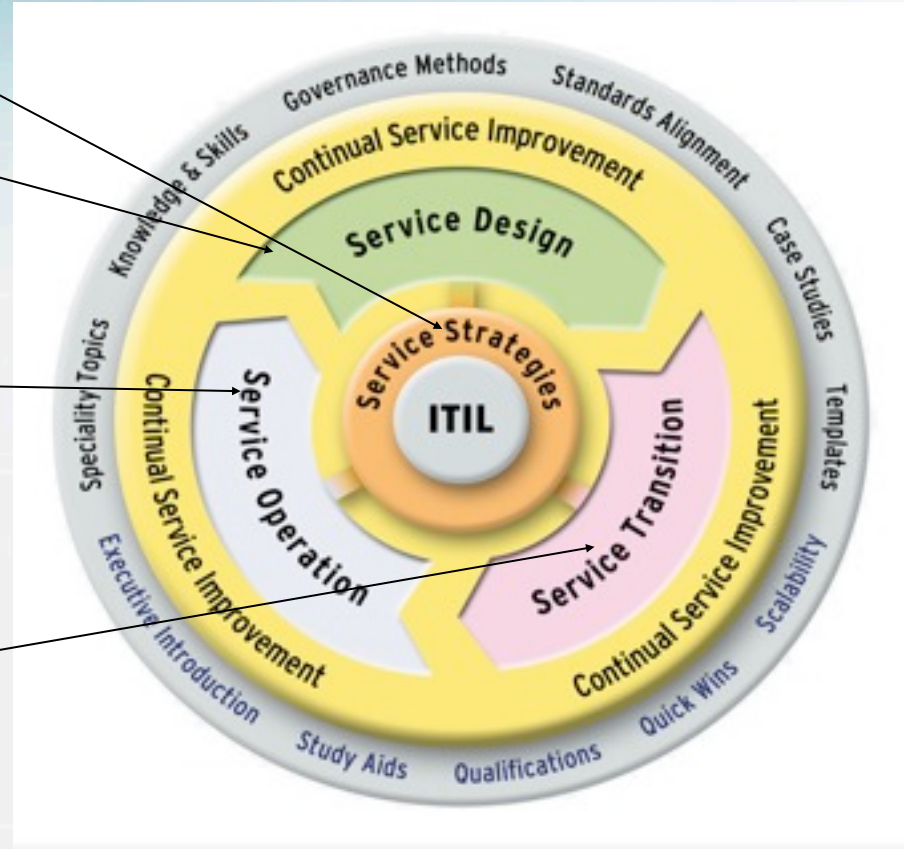 Governance Methods
Standards Alignment
Case Studies
Templates
Scalability
Quick Wins
Qualifications
Study Aids
Executive Introduction
Speciality Topics
Knowledge & Skills
Continual Service Improvement
Continual Service Improvement
Continual Service Improvement
Service Design
Service Transition
Service Operation
Service Strategies
ITIL